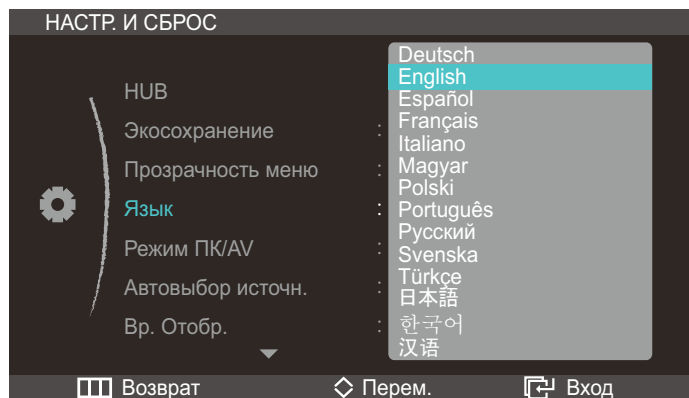 НАСТР. И СБРОС
HUB
Экосохранение :
Прозрачность меню :
Язык :
Режим ПК/AV :
Автовыбор источн. :
Вр. Отобр. :
Deutsch
English
Español
Français
Italiano
Magyar
Polski
Português
Русский
Svenska
Türkçe
日本語
한국어
汉语
Возврат
Перем.
Вход